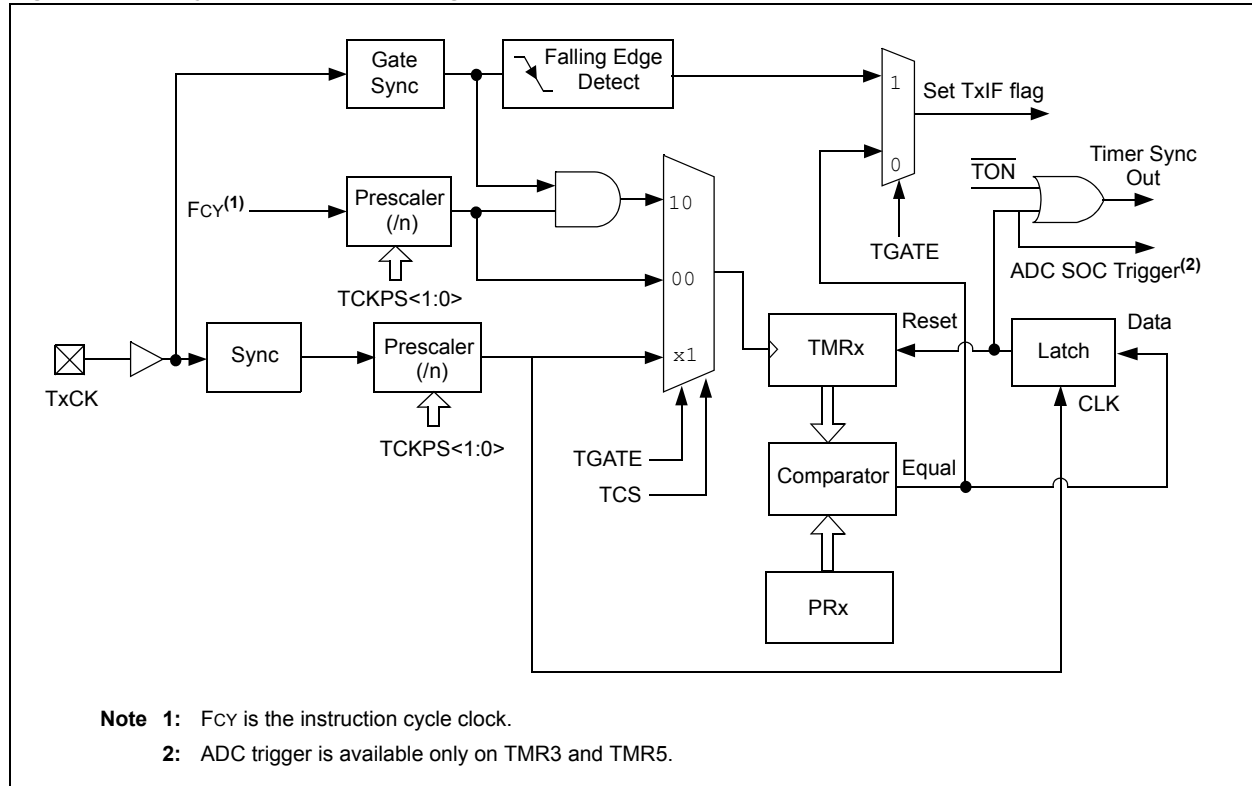 Gate
Sync
Falling Edge
Detect
1
0
Set TxIF flag
TGATE
TON
Timer Sync
Out
ADC SOC Trigger(2)
FCY(1)
Prescaler
(/n)
TCKPS<1:0>
10
00
x1
TxCK
Sync
Prescaler
(/n)
TCKPS<1:0>
TGATE
TCS
TMRx
Reset
Latch
Data
CLK
Comparator
Equal
PRx
Note 1: FCY is the instruction cycle clock.
2: ADC trigger is available only on TMR3 and TMR5.